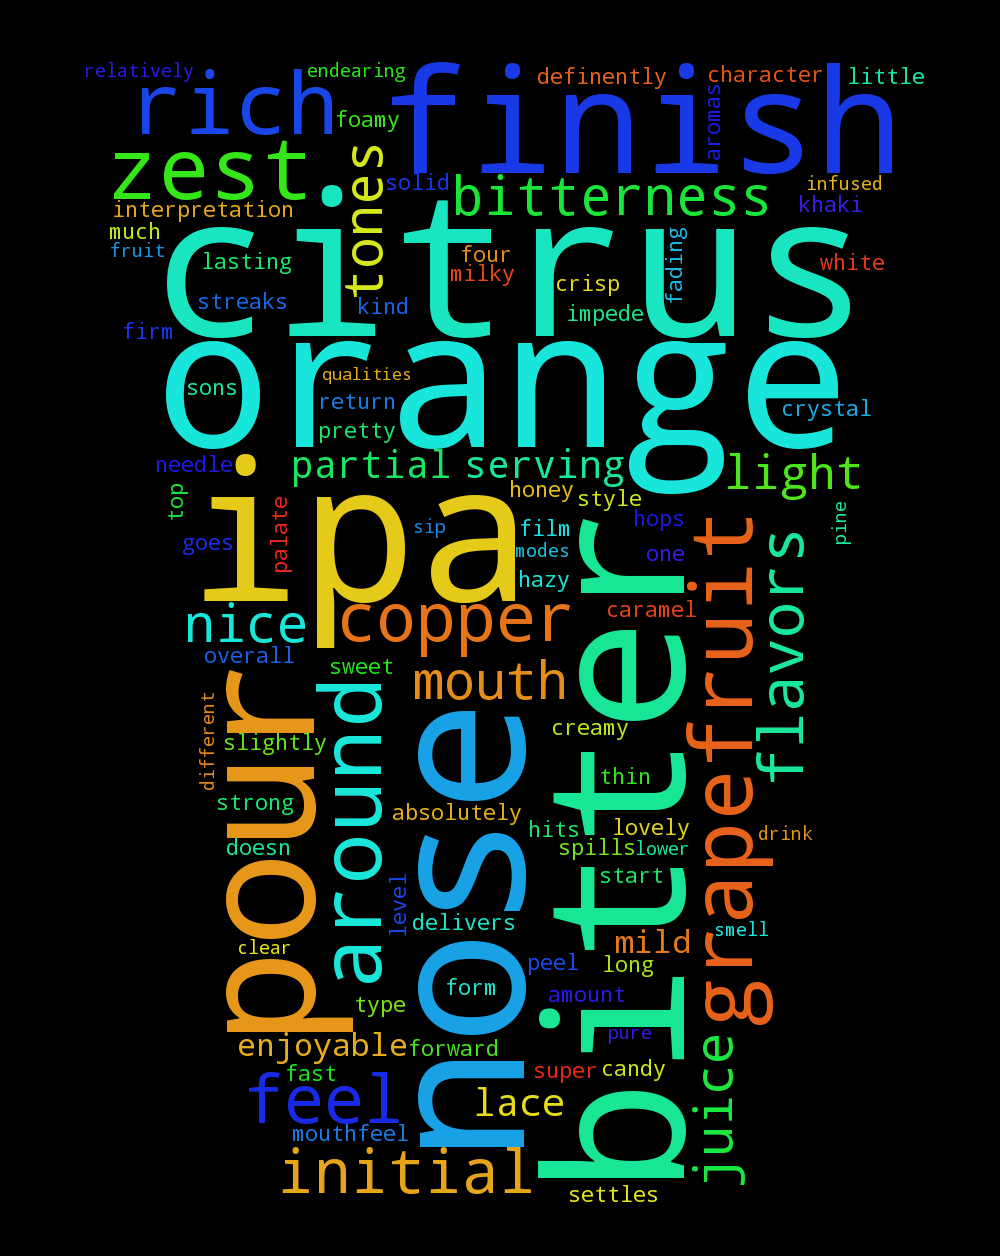 relatively
endearing
definently
character
little
rich
finish
foamy
aromas
zest
tones
solid
bitterness
infused
khaki
interpretation
much
fruit
citrus
lasting
four
milky
crisp
fading
white
streaks
kind
impede
firm
orange
sons
qualities
return
pretty
crystal
needle
partial
serving
light
top
ipa
honey
style
goes
palate
sip
film
modes
hazy
hops
one
pine
nice
copper
caramel
grapefruit
flavors
overall
sweet
mouth
bitter
pour
around
nose
different
slightly
creamy
thin
strong
absolutely
hits
lovely
drink
doesn
spills
lower
start
level
delivers
smell
clear
mild
peel
long
form
type
amount
pure
enjoyable
forward
juice
fast
super
candy
feel
lace
mouthfeel
initial
settles